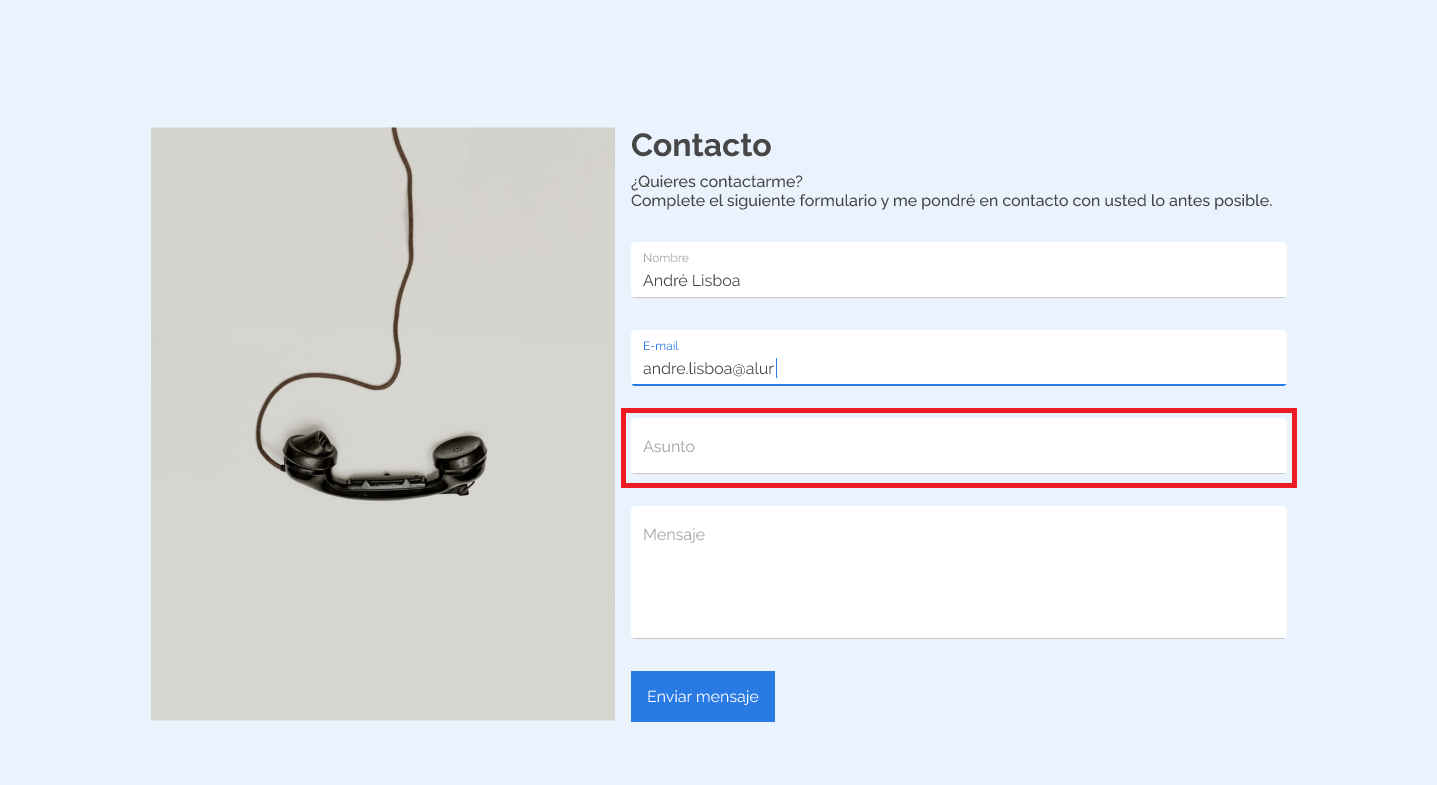 Contacto
¿Quieres contactarme?
Complete el siguiente formulario y me pondré en contacto con usted lo antes posible.
Nombre
André Lisboa
E-mail
andre.lisboa@alur
Asunto
Mensaje
Enviar mensaje